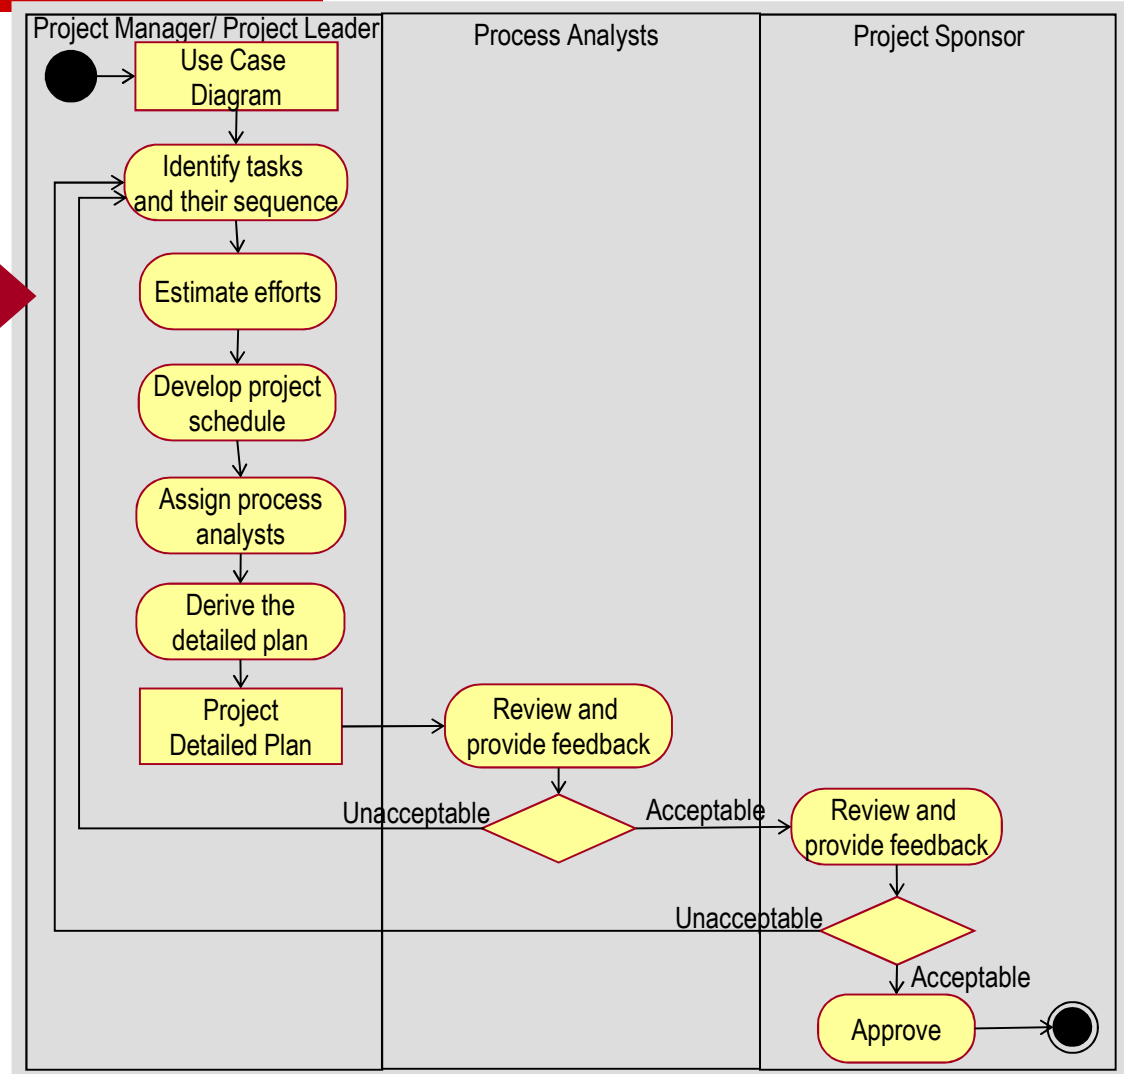 Project Manager/ Project Leader
Process Analysts
Project Sponsor
Use Case
Diagram
Identify tasks
and their sequence
Estimate efforts
Develop project
schedule
Assign process
analysts
Derive the
detailed plan
Project
Detailed Plan
Review and
provide feedback
Unacceptable
Acceptable
Review and
provide feedback
Unacceptable
Acceptable
Approve